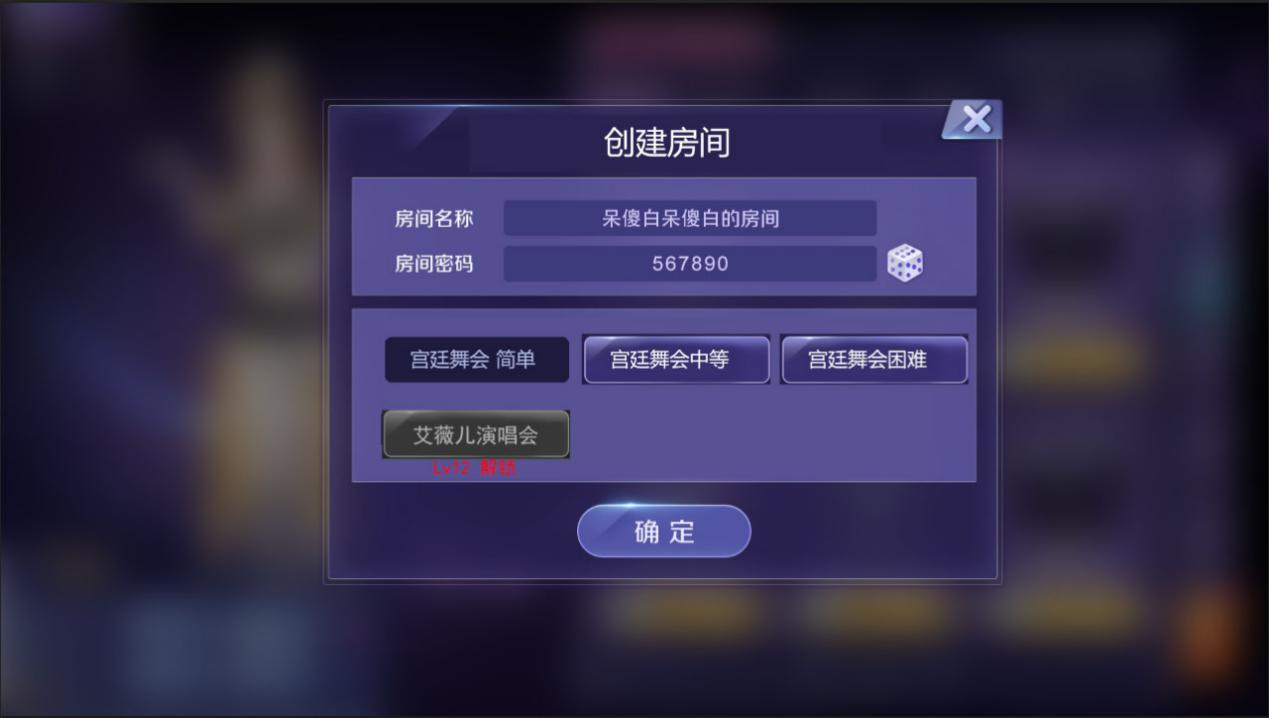 创建房间
房间名称 呆傻白呆傻白的房间
房间密码 567890
宫廷舞会 简单 宫廷舞会中等 宫廷舞会困难
艾薇儿演唱会
Lv12 解锁
确定